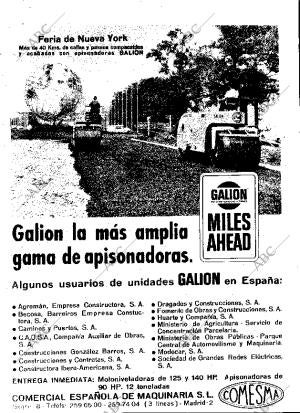 Feria de Nueva York
Más de 40 Kms. de calles y paseos compactados
y acabados con apisonadoras GALION
GALION
MILES
AHEAD
Galion la más amplia
gama de apisonadoras.
Algunos usuarios de unidades GALION en España:
• Agromán, Empresa Constructora, S. A.
• Becosa, Barreiros Empresa Constuctora, S. A.
• Caminos y Puertos, S. A.
• C.A.O.S.A., Compañía Auxiliar de Obras, S. A.
• Construcciones González Barros, S. A.
• Construcciones y Contratas, S. A.
• Constructora Ibero-Americana, S. A.
• Dragados y Construcciones, S. A.
• Fomento de Obras y Construcciones, S. A.
• Huarte y Compañía, S. A.
• Ministerio de Agricultura - Servicio de
Concentración Parcelaria.
• Ministerio de Obras Públicas - Parque
Central de Automovilismo y Maquinaria.
• Modecar, S. A.
• Sociedad de Grandes Redes Eléctricas,
S. A.
ENTREGA INMEDIATA: Motoniveladoras de 125 y 140 HP. Apisonadoras de
90 HP. 12 toneladas
COMERCIAL ESPAÑOLA DE MAQUINARIA S.L.
(3 líneas) - Madrid-2
COMESMA